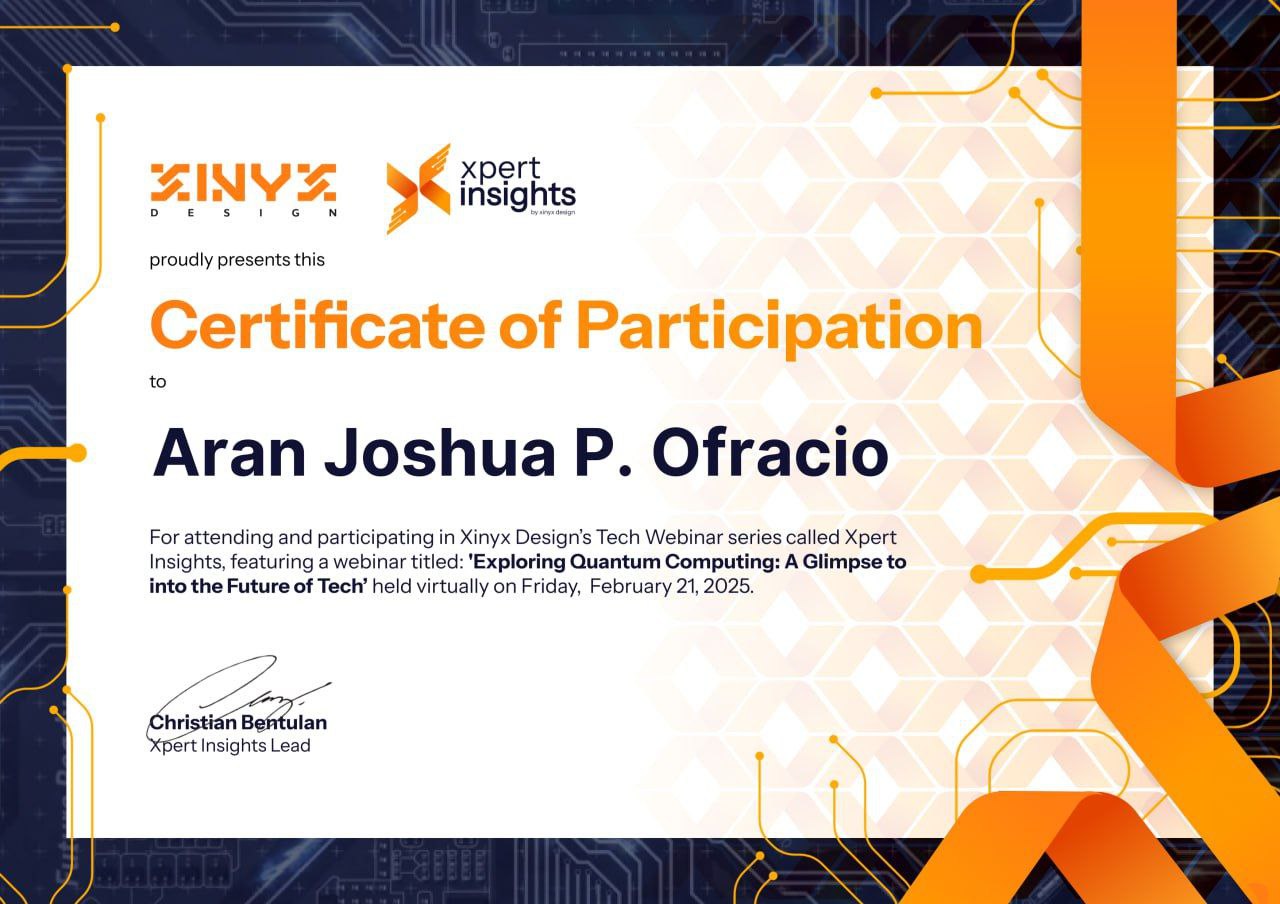 XINYX
DESIGN
xpert
insights
by xinyx design
proudly presents this
Certificate of Participation
to
Aran Joshua P. Ofracio
For attending and participating in Xinyx Design’s Tech Webinar series called Xpert
Insights, featuring a webinar titled: 'Exploring Quantum Computing: A Glimpse to
into the Future of Tech’ held virtually on Friday,  February 21, 2025.
Christian Bentulan
Xpert Insights Lead